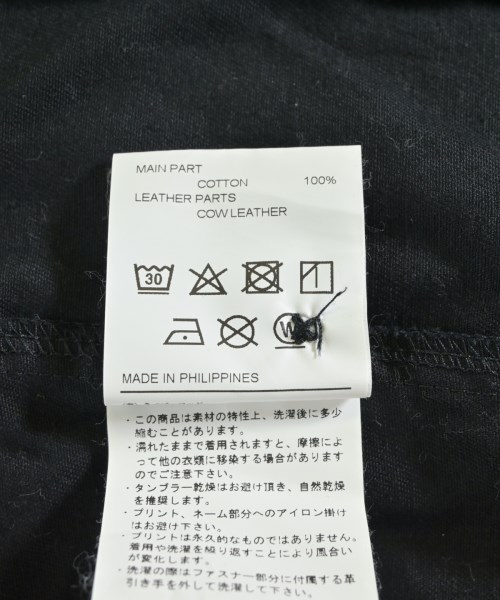 MAIN PART
COTTON 100%
LEATHER PARTS
COW LEATHER
30
W
MADE IN PHILIPPINES
・この商品は素材の特性上、洗濯後に多少
縮むことがあります。
・濡れたままで着用されますと、摩擦によ
って他の衣類に移染する場合があります
のでご注意下さい。
・タンブラー乾燥はお避け頂き、自然乾燥
を推奨します。
・プリント、ネーム部分へのアイロン掛け
はお避け下さい。
・プリントは永久的なものではありません。
着用や洗濯を繰り返すことにより風合い
が変化します。
・洗濯の際はファスナー部分に付属する革
引き手を外して洗濯して下さい。